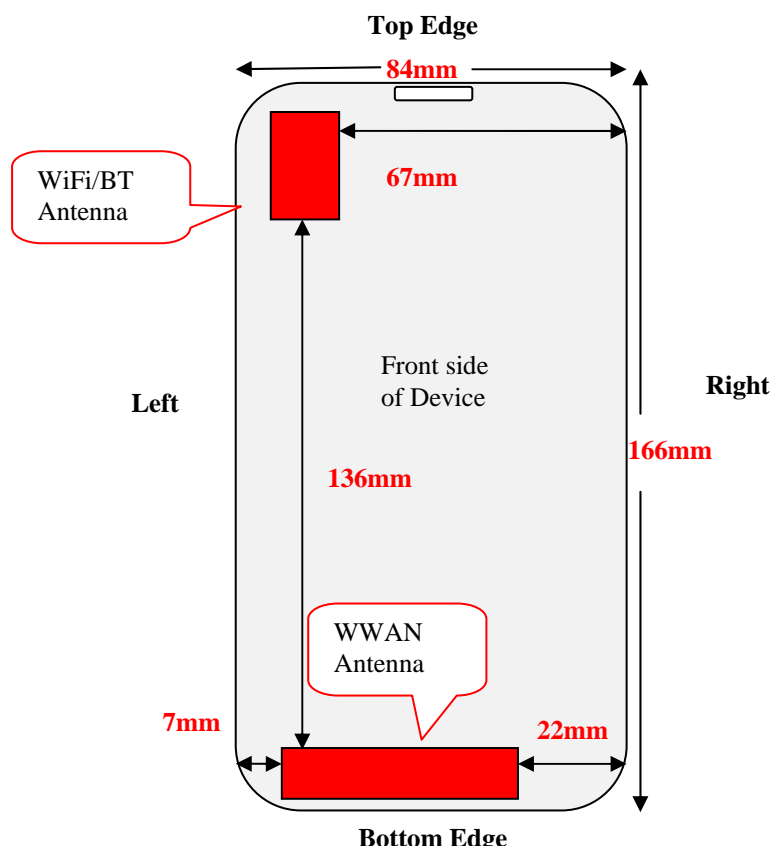 Top Edge
84mm
67mm
WiFi/BT
Antenna
Front side
of Device
Left
Right
166mm
136mm
WWAN
Antenna
7mm
22mm
Bottom Edge